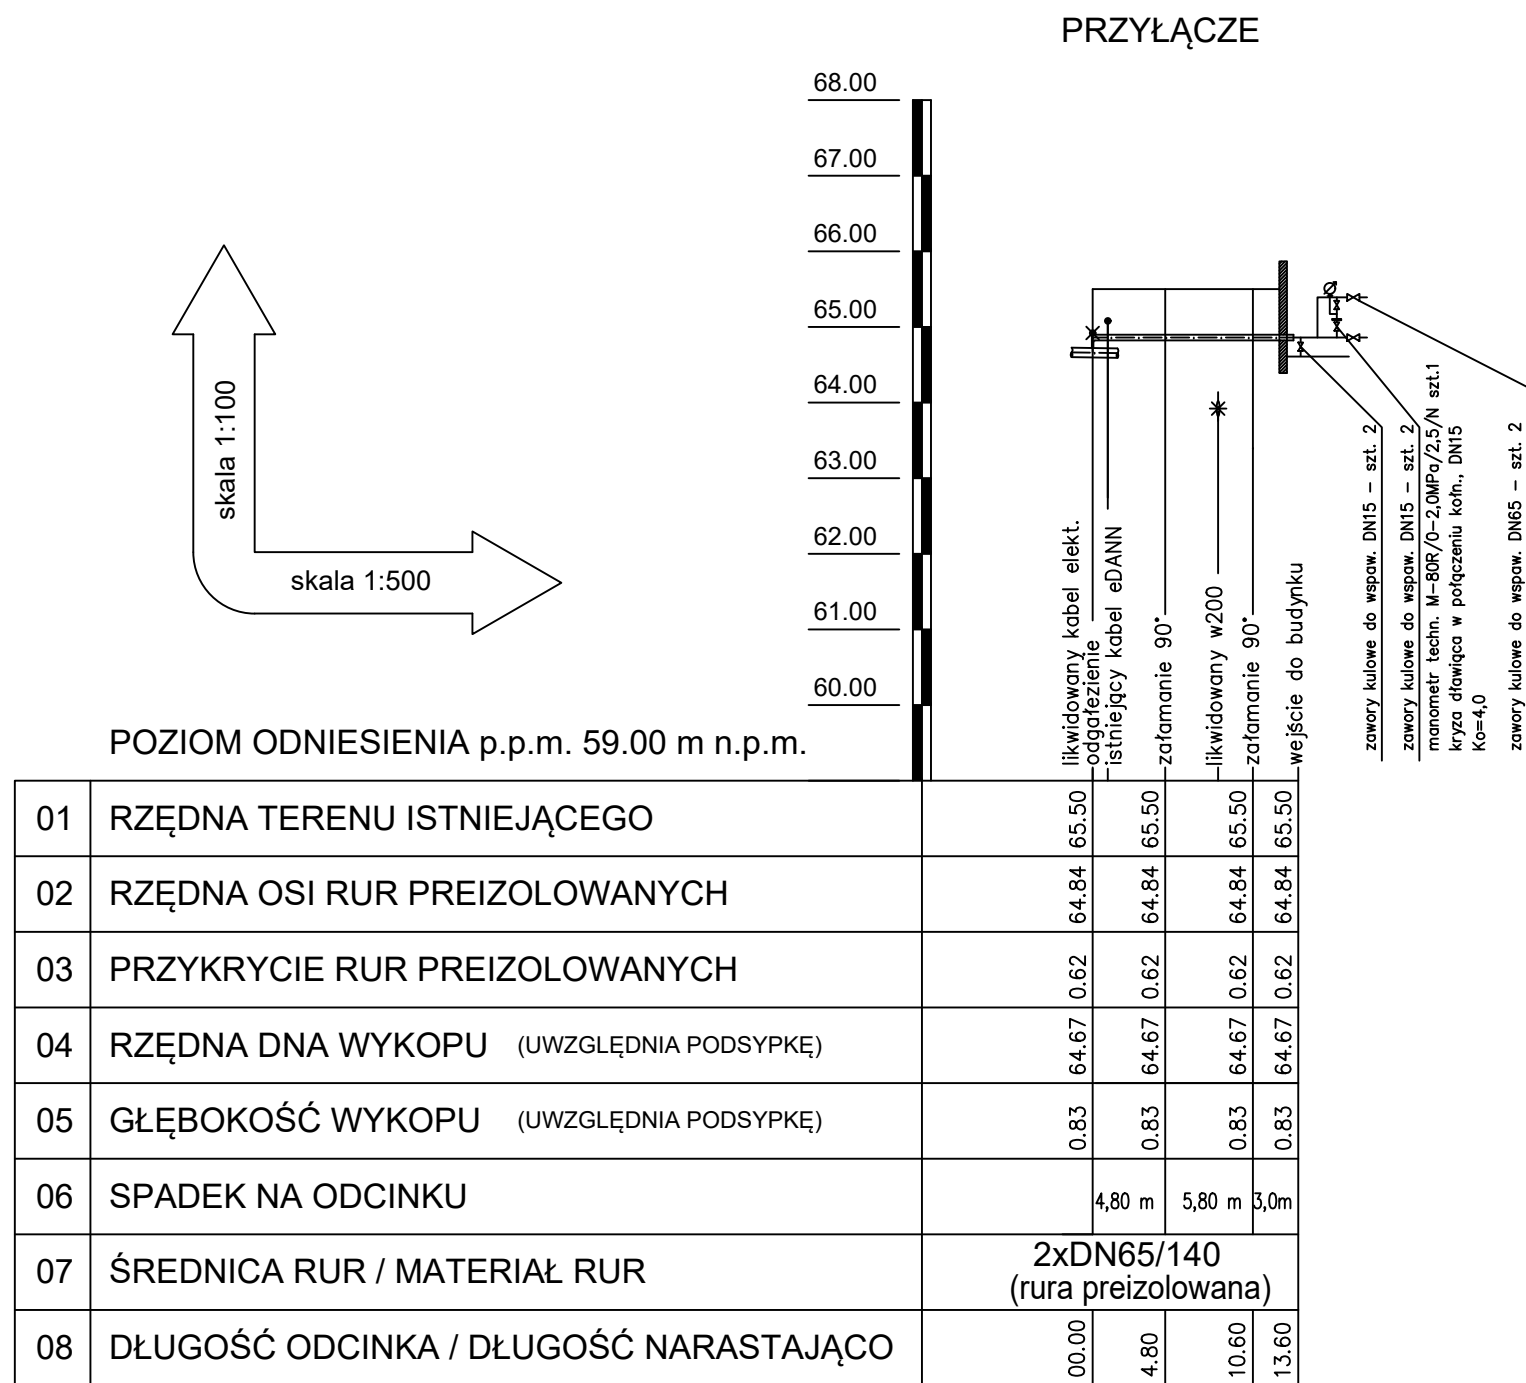 PRZYŁĄCZE
68.00
67.00
66.00
65.00
64.00
63.00
62.00
61.00
60.00
skala 1:100
skala 1:500
likwidowany kabel elekt.
odgałezienie
istniejący kabel eDANN
załamanie 90°
likwidowany w200
załamanie 90°
wejście do budynku
zawory kulowe do wspaw. DN15 – szt. 2
zawory kulowe do wspaw. DN15 – szt. 2
manometr techn. M–80R/0–2,0MPa/2,5/N szt.1
kryza dławiąca w połączeniu kołn., DN15
Ko=4,0
zawory kulowe do wspaw. DN65 – szt. 2
POZIOM ODNIESIENIA p.p.m. 59.00 m n.p.m.
01 RZĘDNA TERENU ISTNIEJĄCEGO 65.50 65.50 65.50 65.50
02 RZĘDNA OSI RUR PREIZOLOWANYCH 64.84 64.84 64.84 64.84
03 PRZYKRYCIE RUR PREIZOLOWANYCH 0.62 0.62 0.62 0.62
04 RZĘDNA DNA WYKOPU (UWZGLĘDNIA PODSYPKĘ) 64.67 64.67 64.67 64.67
05 GŁĘBOKOŚĆ WYKOPU (UWZGLĘDNIA PODSYPKĘ) 0.83 0.83 0.83 0.83
06 SPADEK NA ODCINKU 4,80 m 5,80 m 3,0m
07 ŚREDNICA RUR / MATERIAŁ RUR 2xDN65/140
(rura preizolowana)
08 DŁUGOŚĆ ODCINKA / DŁUGOŚĆ NARASTAJĄCO 00.00 4.80 10.60 13.60